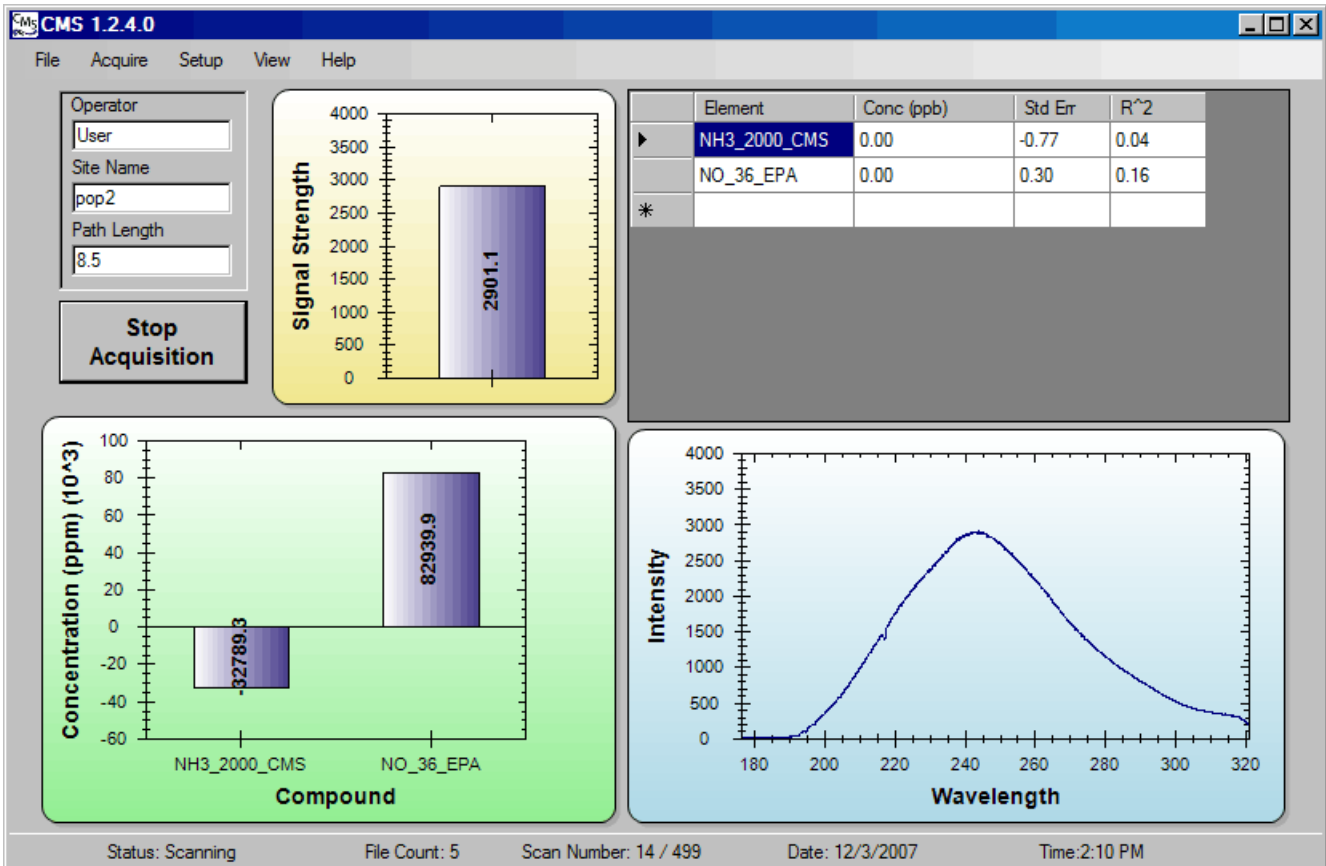 CMS 1.2.4.0
File Acquire Setup View Help
Operator
User
Site Name
pop2
Path Length
8.5
Stop
Acquisition
Signal Strength
4000
3500
3000
2500
2000
1500
1000
500
0
2901.1
Element Conc (ppb) Std Err R^2
NH3_2000_CMS 0.00 -0.77 0.04
NO_36_EPA 0.00 0.30 0.16
Concentration (ppm) (10^3)
100
80
60
40
20
0
-20
-40
-60
-32789.3
82939.9
NH3_2000_CMS NO_36_EPA
Compound
Intensity
4000
3500
3000
2500
2000
1500
1000
500
0
180 200 220 240 260 280 300 320
Wavelength
Status: Scanning File Count: 5 Scan Number: 14 / 499 Date: 12/3/2007 Time:2:10 PM